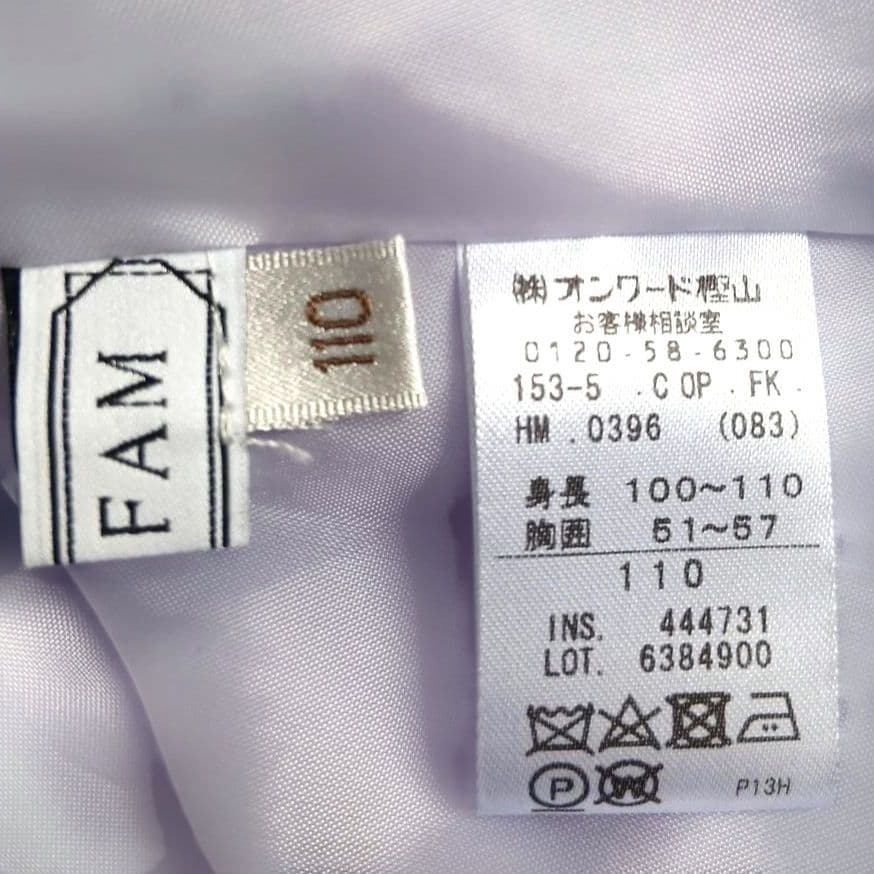 FAM
110
㈱オンワード樫山
お客様相談室
0120-58-6300
153-5 .COP .FK.
HM .0396 (083)
身長 100~110
胸囲 51~57
110
INS. 444731
LOT. 6384900
P
W
P13H